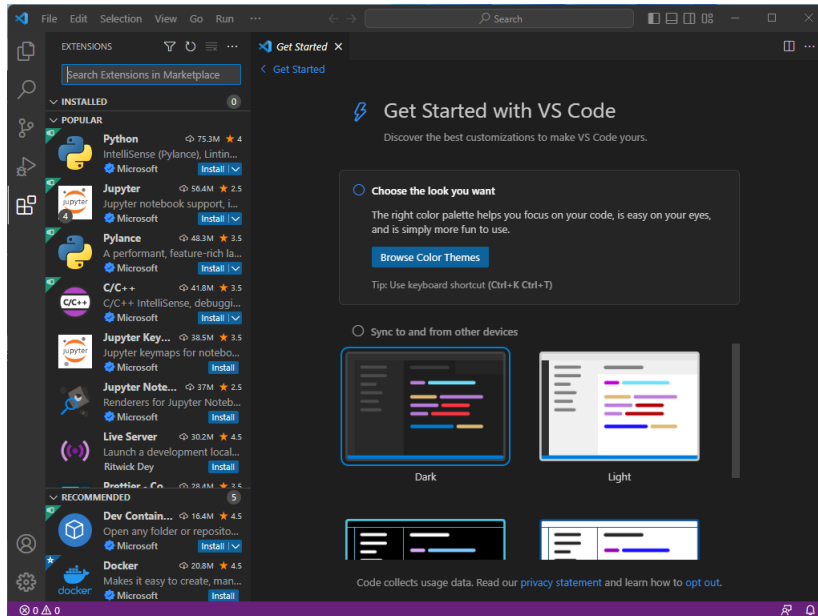 File Edit Selection View Go Run ··· Search
EXTENSIONS
Search Extensions in Marketplace
INSTALLED 0
POPULAR
Python 75.3M ★ 4
IntelliSense (Pylance), Lintin...
Microsoft Install
Jupyter 56.4M ★ 2.5
Jupyter notebook support, i...
Microsoft Install
jupyter
4
Pylance 48.3M ★ 3.5
A performant, feature-rich la...
Microsoft Install
C/C++ 41.8M ★ 3.5
C/C++ IntelliSense, debuggi...
Microsoft Install
C/C++
Jupyter Key... 38.5M ★ 3.5
Jupyter keymaps for notebo...
Microsoft Install
jupyter
Jupyter Note... 37M ★ 2.5
Renderers for Jupyter Noteb...
Microsoft Install
Live Server 30.2M ★ 4.5
Launch a development local...
Ritwick Dey Install
Prettier - Co... 28.4M ★ 3.5
RECOMMENDED 5
Dev Contain... 16.4M ★ 4.5
Open any folder or reposito...
Microsoft Install
Docker 20.8M ★ 4.5
Makes it easy to create, man...
Microsoft Install
docker
Get Started
Get Started
Get Started with VS Code
Discover the best customizations to make VS Code yours.
Choose the look you want
The right color palette helps you focus on your code, is easy on your eyes,
and is simply more fun to use.
Browse Color Themes
Tip: Use keyboard shortcut (Ctrl+K Ctrl+T)
Sync to and from other devices
Dark
Light
Code collects usage data. Read our privacy statement and learn how to opt out.
0 0